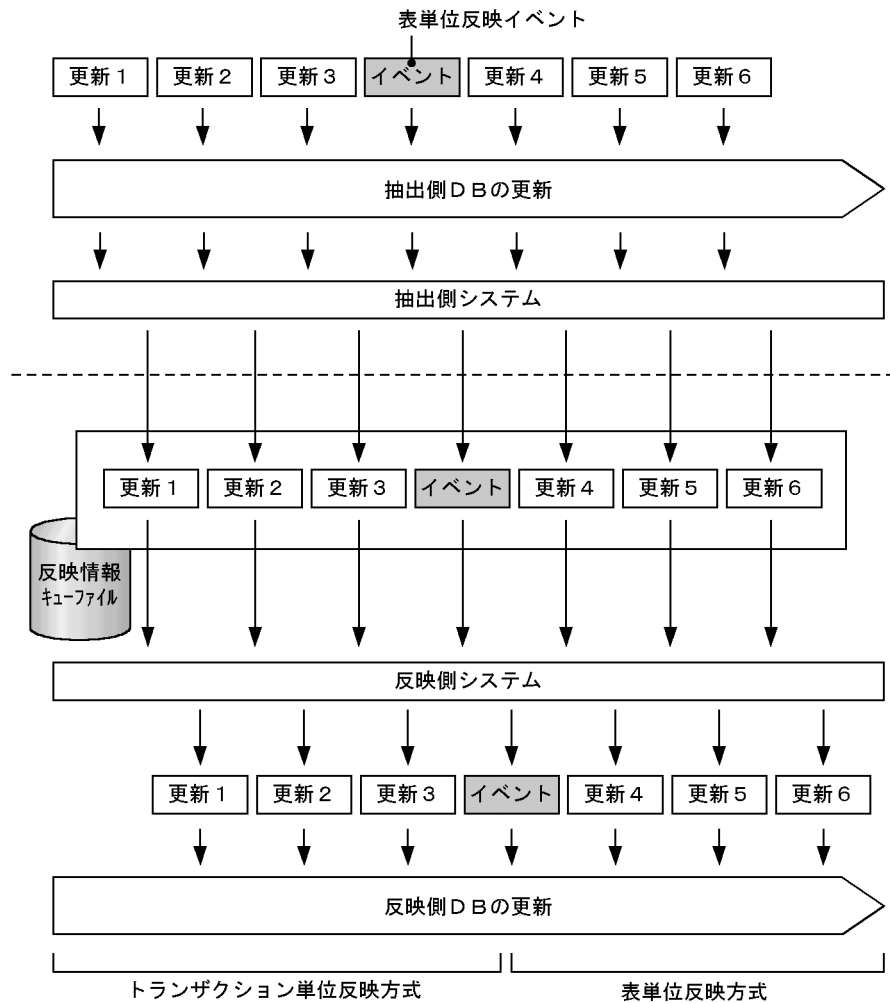 表単位反映イベント
更新1 更新2 更新3 イベント 更新4 更新5 更新6
抽出側DBの更新
抽出側システム
更新1 更新2 更新3 イベント 更新4 更新5 更新6
反映情報
キューファイル
反映側システム
更新1 更新2 更新3 イベント 更新4 更新5 更新6
反映側DBの更新
トランザクション単位反映方式 表単位反映方式